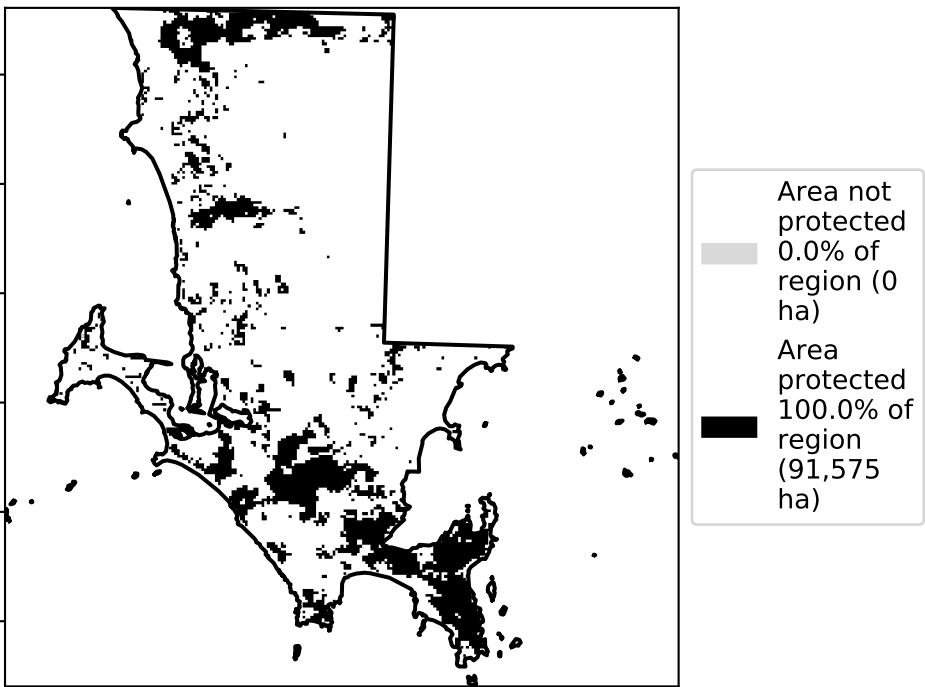 Area not
protected
0.0% of
region (0
ha)
Area
protected
100.0% of
region
(91,575
ha)